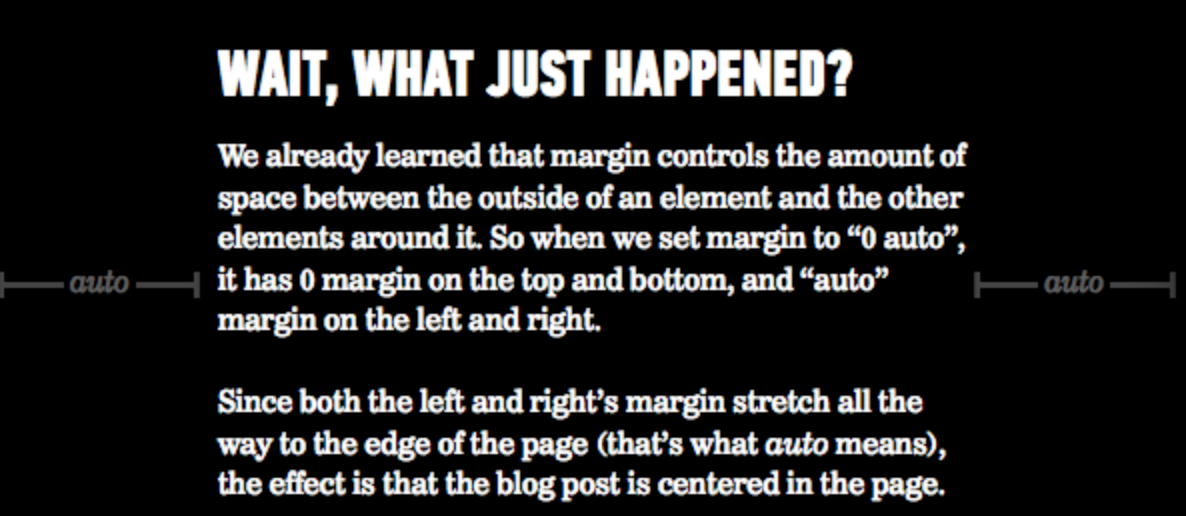 WAIT, WHAT JUST HAPPENED?
We already learned that margin controls the amount of
space between the outside of an element and the other
elements around it. So when we set margin to “0 auto”,
auto it has 0 margin on the top and bottom, and “auto” auto
margin on the left and right.
Since both the left and right’s margin stretch all the
way to the edge of the page (that’s what auto means),
the effect is that the blog post is centered in the page.